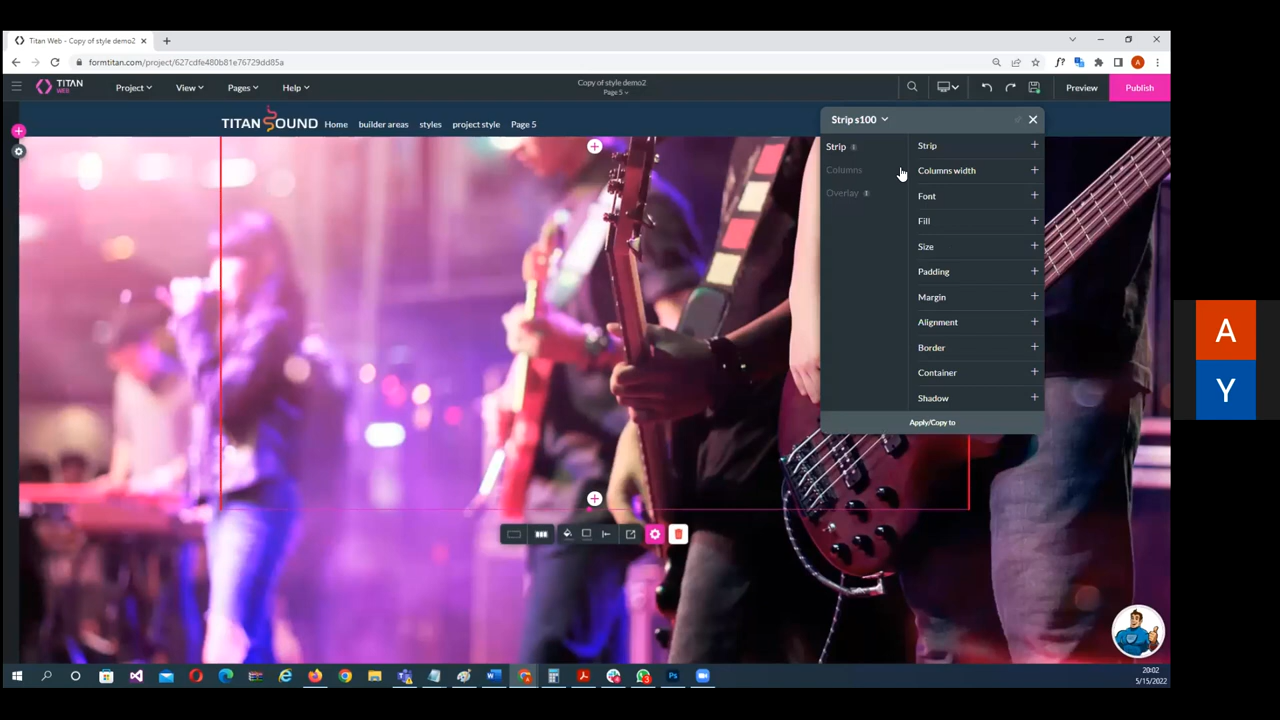 Titan Web - Copy of style demo2
formtitan.com/project/627cdfe480b81e76729dd85a
TITAN
WEB
Project
View
Pages
Help
Copy of style demo2
Page 5
Preview
Publish
TITAN SOUND
Home
builder areas
styles
project style
Page 5
Strip s100
Strip
Columns
Overlay
Strip
Columns width
Font
Fill
Size
Padding
Margin
Alignment
Border
Container
Shadow
Apply/Copy to
A
Y
20:02
5/15/2022